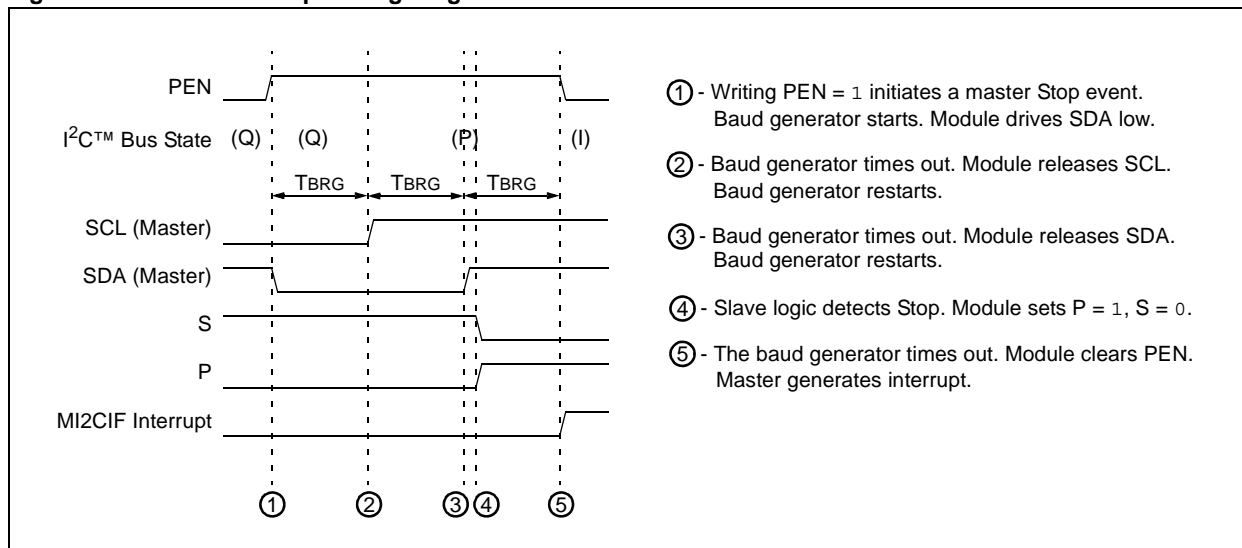 PEN
I2C™ Bus State (Q) (Q) (P) (I)
TBRG TBRG TBRG
SCL (Master)
SDA (Master)
S
P
MI2CIF Interrupt
1 2 3 4 5
1 - Writing PEN = 1 initiates a master Stop event.
Baud generator starts. Module drives SDA low.
2 - Baud generator times out. Module releases SCL.
Baud generator restarts.
3 - Baud generator times out. Module releases SDA.
Baud generator restarts.
4 - Slave logic detects Stop. Module sets P = 1, S = 0.
5 - The baud generator times out. Module clears PEN.
Master generates interrupt.